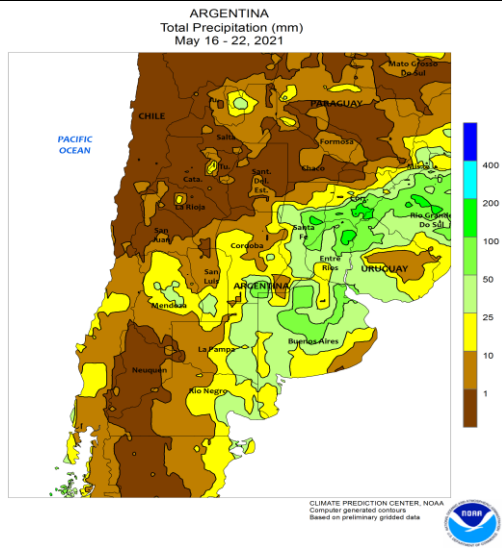 ARGENTINA
Total Precipitation (mm)
May 16 - 22, 2021
Mato Grosso
Do Sul
PARAGUAY
CHILE
PACIFIC
OCEAN
Salta
Formosa
Tu.
Chaco
Cata.
Sant.
Del.
Est.
La Rioja
Rio Grande
Do Sul
Santa
Fe
San
Juan
Cordoba
Entre
Rios
URUGUAY
San
Luis
ARGENTINA
Mendoza
Buenos Aires
La Pampa
Neuquen
Rio Negro
400
200
100
50
25
10
1
CLIMATE PREDICTION CENTER, NOAA
Computer generated contours
Based on preliminary gridded data
NOAA